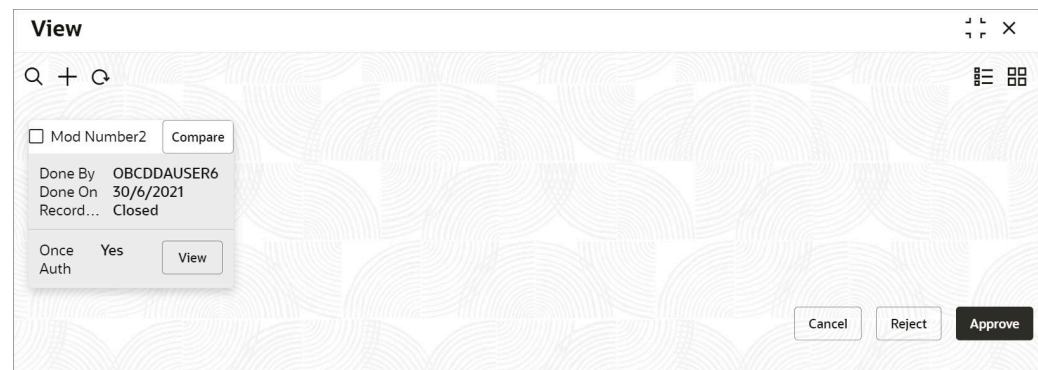 View
Mod Number2 Compare
Done By OBCDDAUSER6
Done On 30/6/2021
Record... Closed
Once Auth Yes View
Cancel Reject Approve